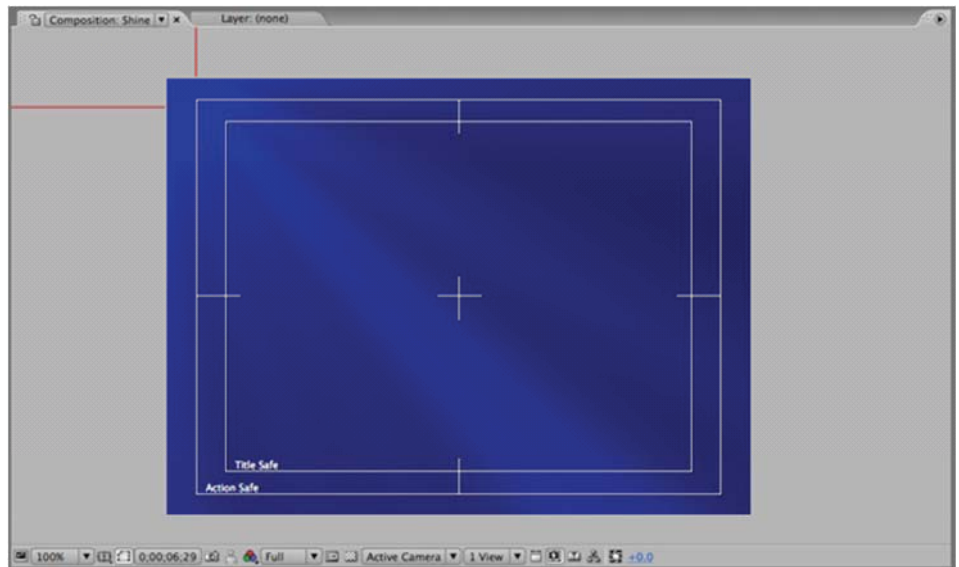 Composition: Shine
Layer: (none)
Title Safe
Action Safe
100% 0;00;06;29 Full Active Camera 1 View +0.0